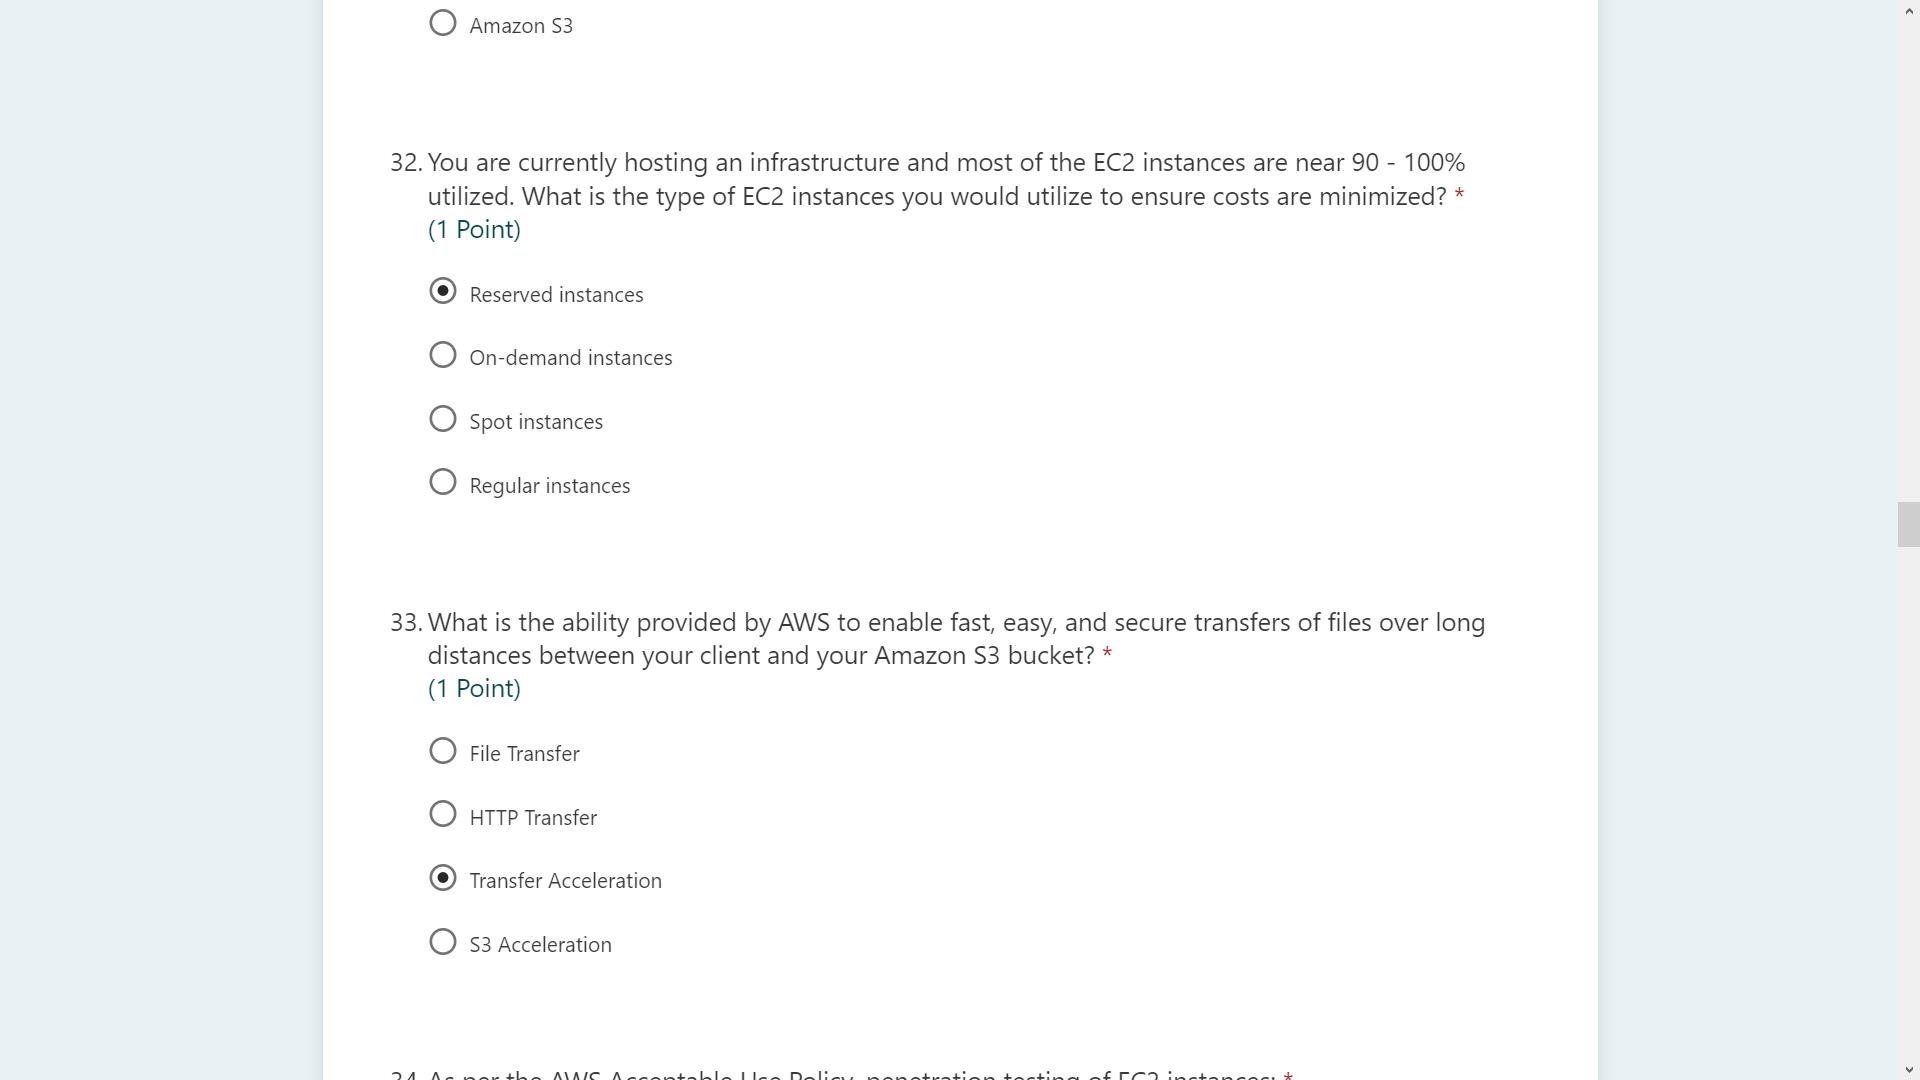 Amazon S3
32. You are currently hosting an infrastructure and most of the EC2 instances are near 90 - 100%
utilized. What is the type of EC2 instances you would utilize to ensure costs are minimized? *
(1 Point)
Reserved instances
On-demand instances
Spot instances
Regular instances
33. What is the ability provided by AWS to enable fast, easy, and secure transfers of files over long
distances between your client and your Amazon S3 bucket? *
(1 Point)
File Transfer
HTTP Transfer
Transfer Acceleration
S3 Acceleration
34. As per the AWS Acceptable Use Policy, penetration testing of EC2 instances: *